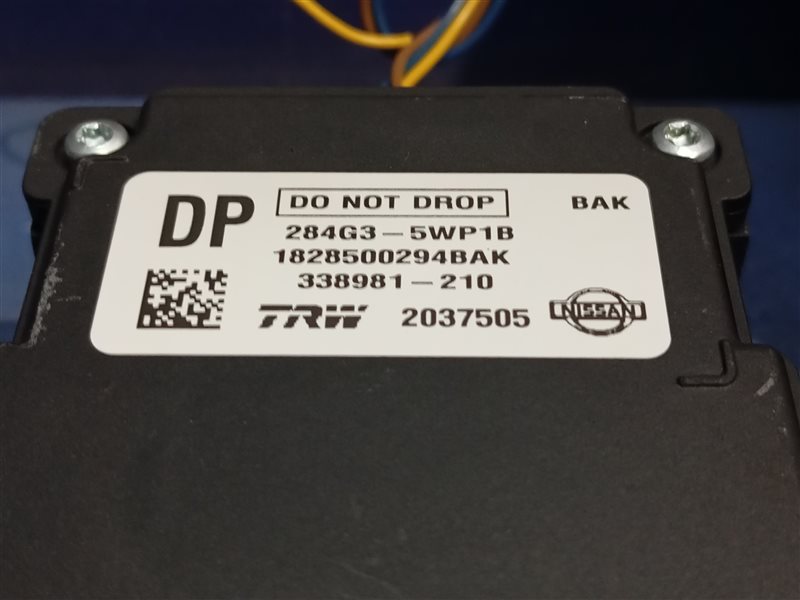 DP
DO NOT DROP
BAK
284G3-5WP1B
1828500294BAK
338981-210
TRW 2037505 NISSAN